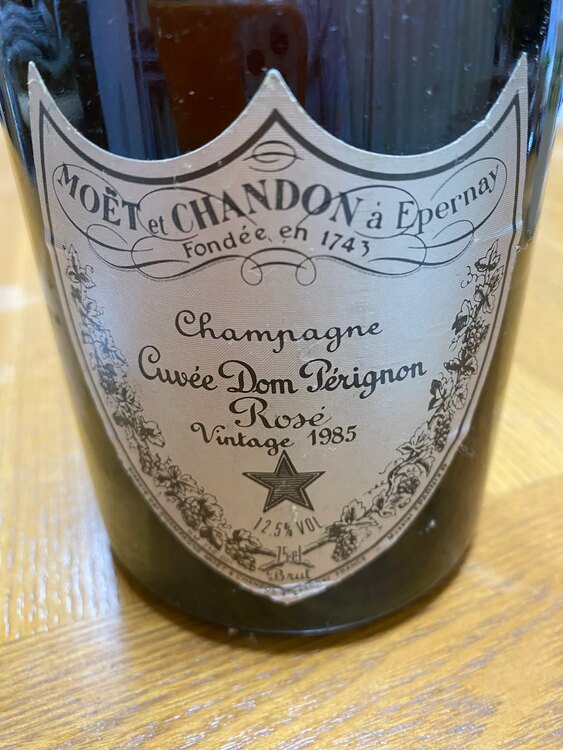 MOËT et CHANDON à Epernay
Fondée en 1743
Champagne
Cuvée Dom Pérignon
Rosé
Vintage 1985
12.5% VOL
75cl
Brut